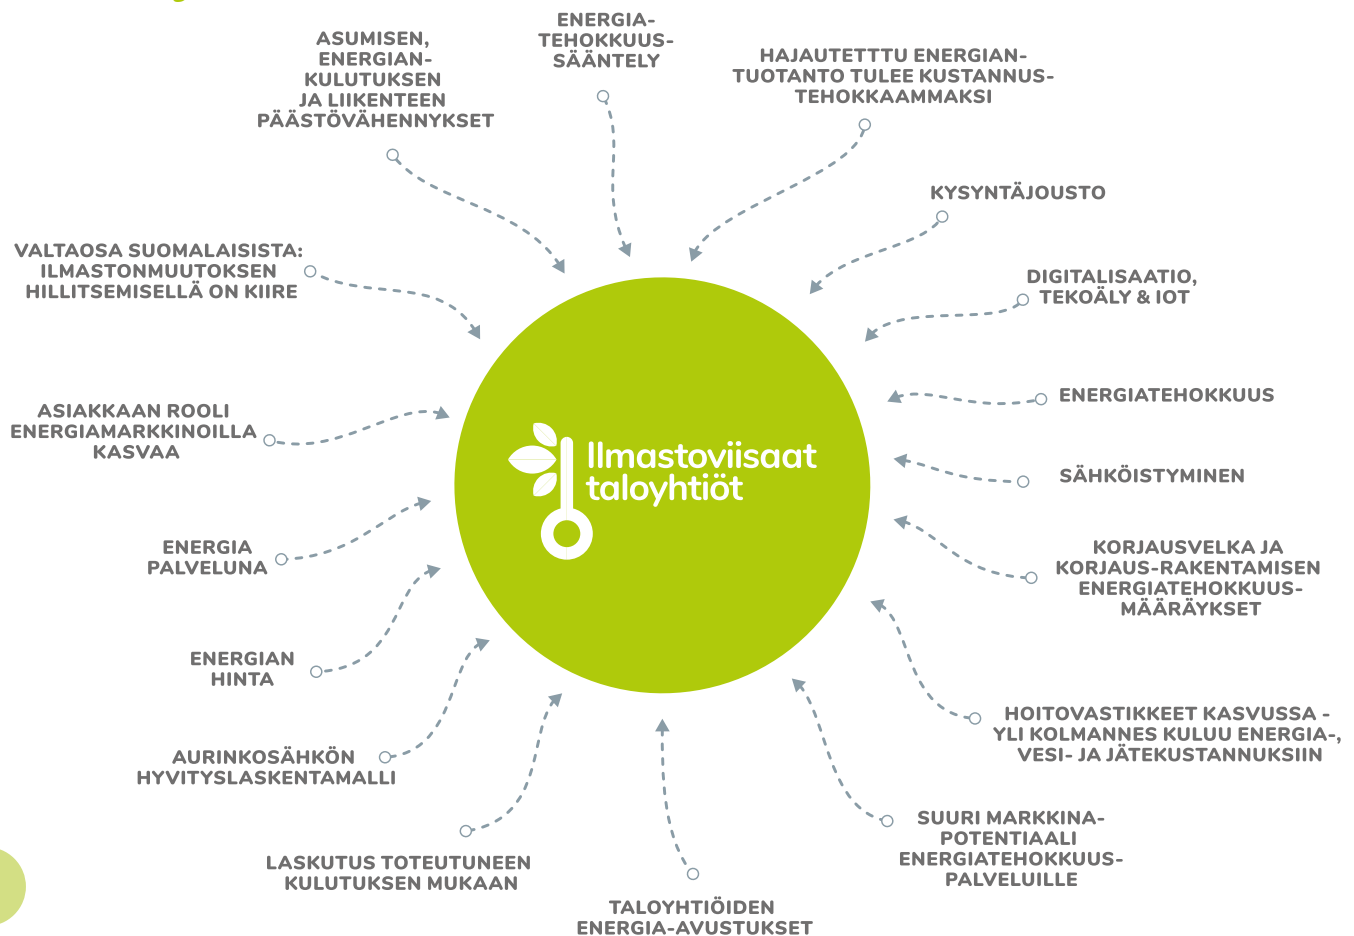 ASUMISEN,
ENERGIAN-
KULUTUKSEN
JA LIIKENTEEN
PÄÄSTÖVÄHENNYKSET
ENERGIA-
TEHOKKUUS-
SÄÄNTELY
HAJAUTETTTU ENERGIAN-
TUOTANTO TULEE KUSTANNUS-
TEHOKKAAMMAKSI
KYSYNTÄJOUSTO
DIGITALISAATIO,
TEKOÄLY & IOT
ENERGIATEHOKKUUS
SÄHKÖISTYMINEN
KORJAUSVELKA JA
KORJAUS-RAKENTAMISEN
ENERGIATEHOKKUUS-
MÄÄRÄYKSET
HOITOVASTIKKEET KASVUSSA -
YLI KOLMANNES KULUU ENERGIA-,
VESI- JA JÄTEKUSTANNUKSIIN
SUURI MARKKINA-
POTENTIAALI
ENERGIATEHOKKUUS-
PALVELUILLE
TALOYHTIÖIDEN
ENERGIA-AVUSTUKSET
LASKUTUS TOTEUTUNEEN
KULUTUKSEN MUKAAN
AURINKOSÄHKÖN
HYVITYSLASKENTAMALLI
ENERGIAN
HINTA
ENERGIA
PALVELUNA
ASIAKKAAN ROOLI
ENERGIAMARKKINOILLA
KASVAA
VALTAOSA SUOMALAISISTA:
ILMASTONMUUTOKSEN
HILLITSEMISELLÄ ON KIIRE
Ilmastoviisaat
taloyhtiöt